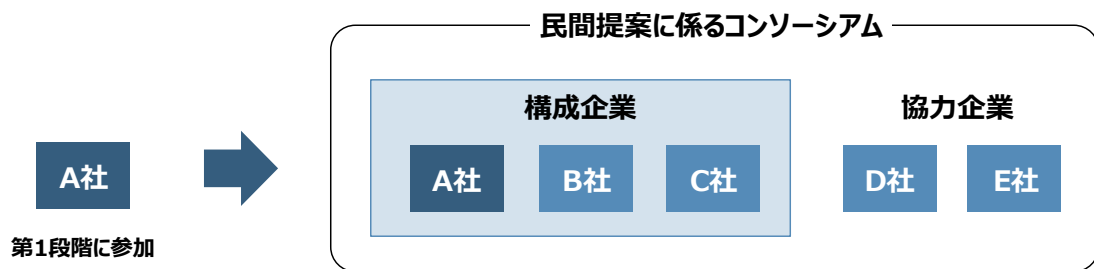 民間提案に係るコンソーシアム
構成企業
協力企業
A社
A社
B社
C社
D社
E社
第1段階に参加